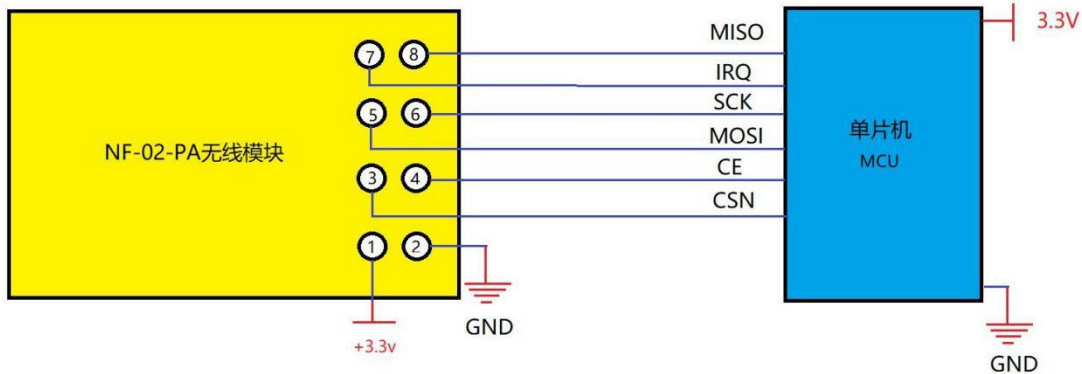 MISO
3.3V
7
8
IRQ
SCK
5
6
MOSI
单片机
MCU
NF-02-PA无线模块
CE
3
4
CSN
1
2
GND
+3.3v
GND